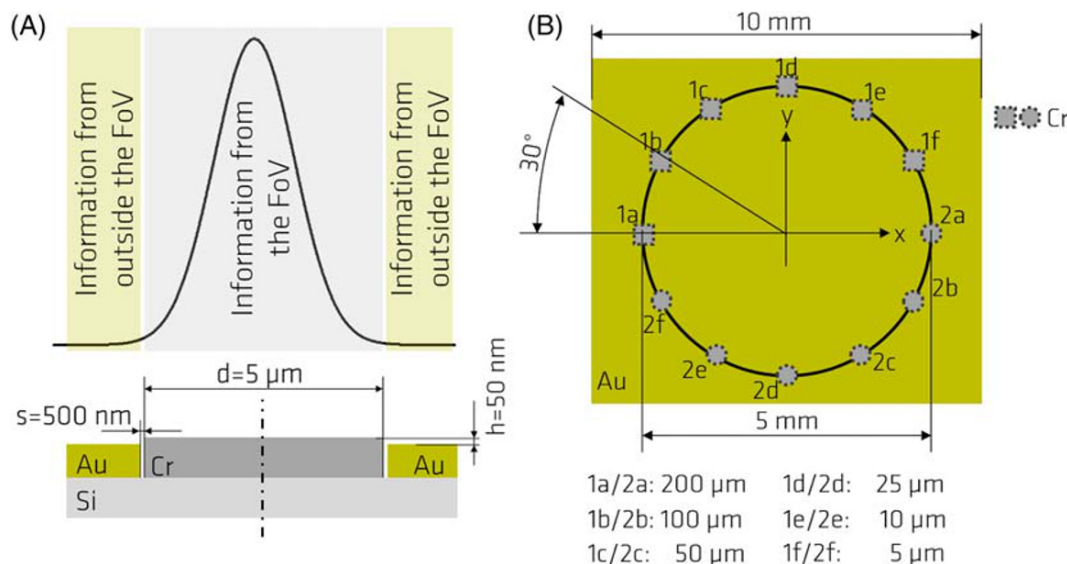 (A)
Information from
outside the FoV
Information from
the FoV
Information from
outside the FoV
d=5 µm
s=500 nm
h=50 nm
Au
Cr
Au
Si
(B)
10 mm
1d
1c
1e
y
Cr
30°
1b
1f
1a
2a
x
2f
2b
2e
2c
2d
Au
5 mm
1a/2a: 200 µm
1d/2d: 25 µm
1b/2b: 100 µm
1e/2e: 10 µm
1c/2c: 50 µm
1f/2f: 5 µm